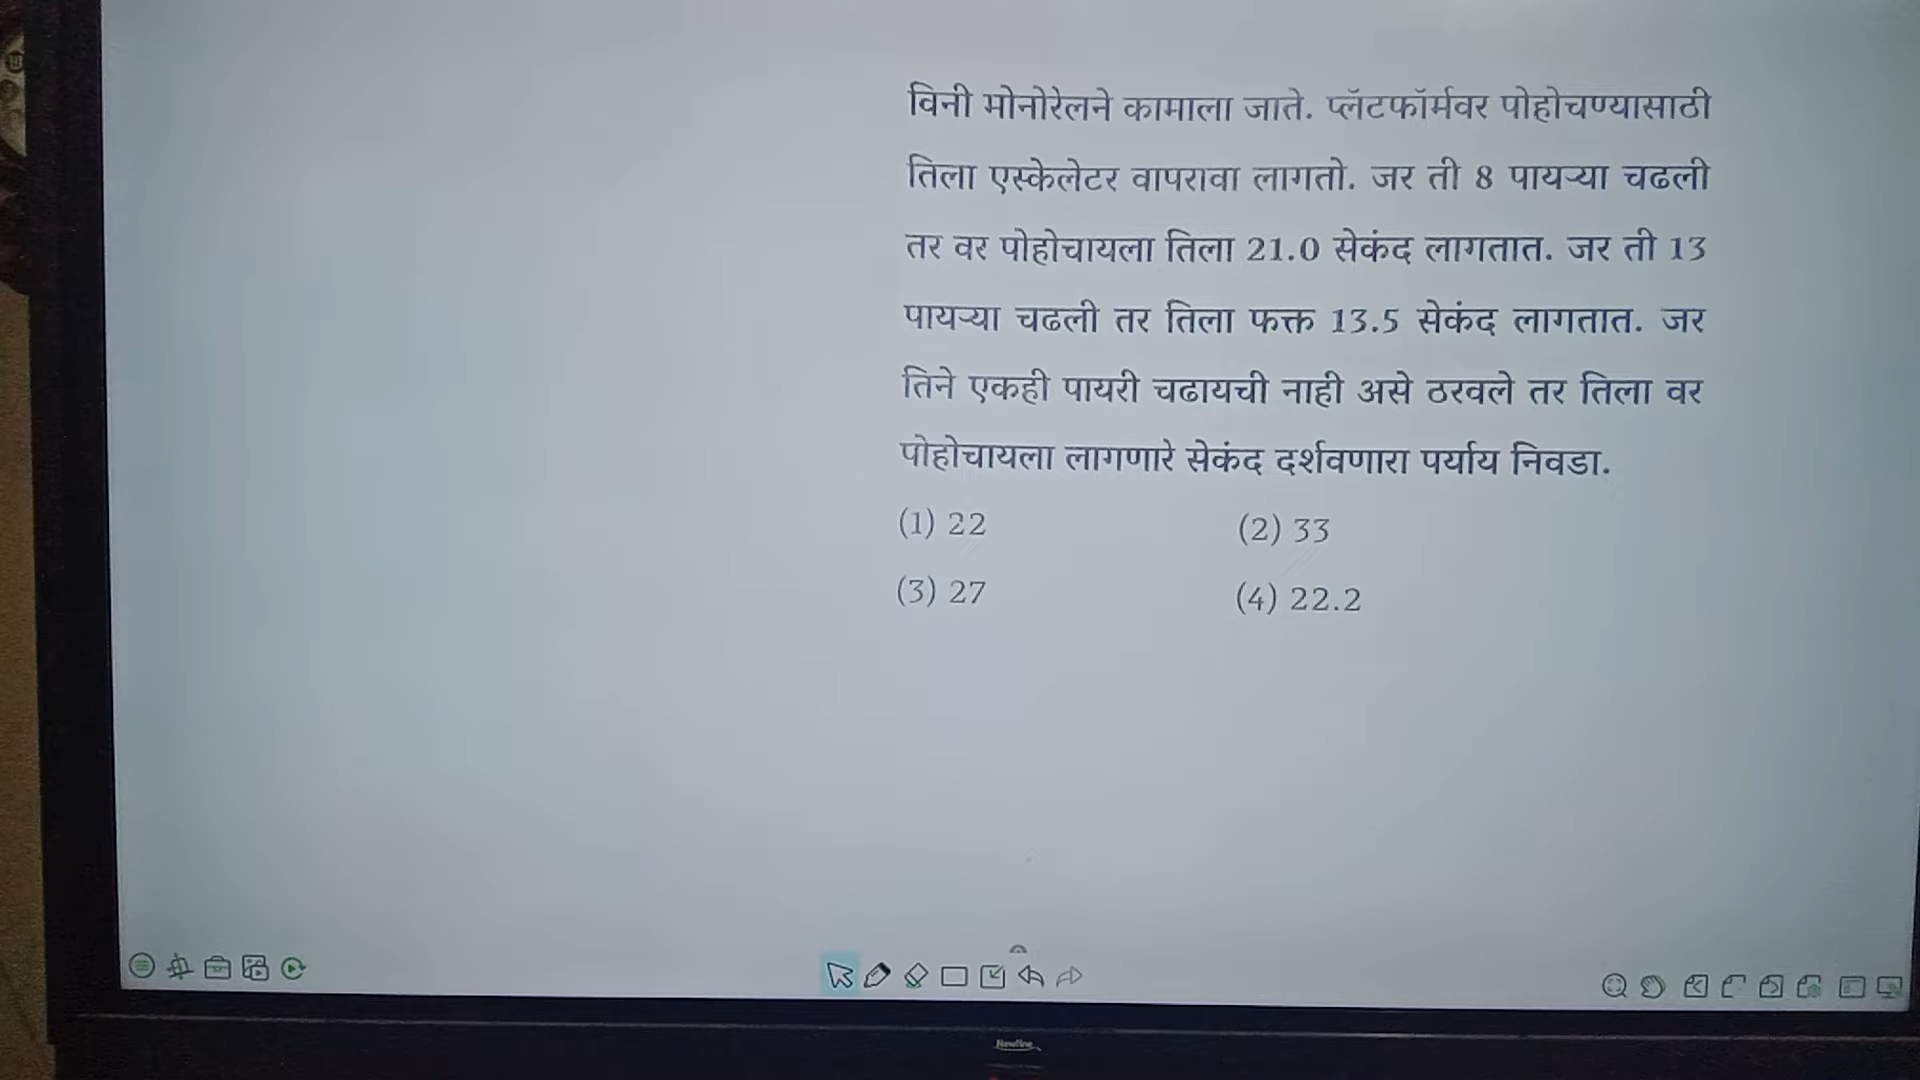 विनी मोनोरेलने कामाला जाते. प्लॅटफॉर्मवर पोहोचण्यासाठी
तिला एस्केलेटर वापरावा लागतो. जर ती 8 पायऱ्या चढली
तर वर पोहोचायला तिला 21.0 सेकंद लागतात. जर ती 13
पायऱ्या चढली तर तिला फक्त 13.5 सेकंद लागतात. जर
तिने एकही पायरी चढायची नाही असे ठरवले तर तिला वर
पोहोचायला लागणारे सेकंद दर्शवणारा पर्याय निवडा.
(1) 22 (2) 33
(3) 27 (4) 22.2
Newline